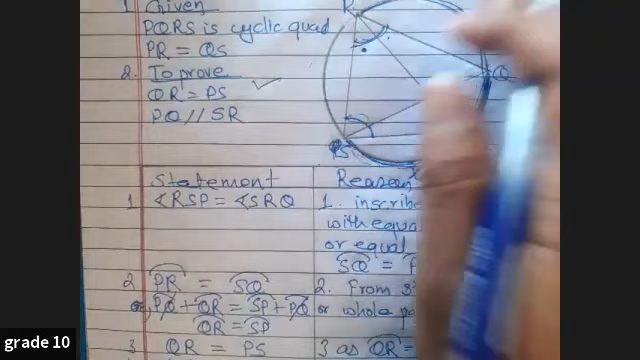 1 Given
PQRS is cyclic quad
PR = QS
2. To prove
QR = PS
PQ // SR
R
Q
S
Statement Reason
1 ∢RSP = ∢SRQ 1. inscribe
with equa
or equal
SQ =
2 PR = SQ 2. From s
or, PQ + QR = SP + PQ or whole pa
QR = SP
3 QR = PS 3 as QR =
grade 10